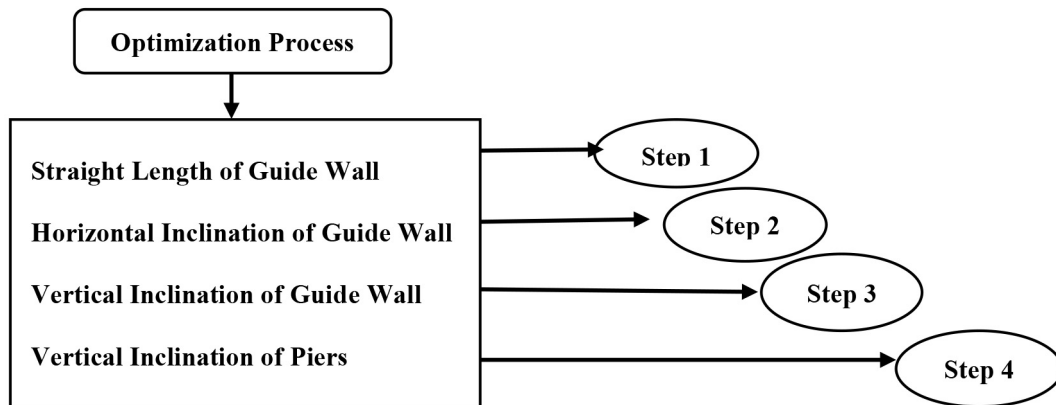 Optimization Process
Straight Length of Guide Wall
Step 1
Horizontal Inclination of Guide Wall
Step 2
Vertical Inclination of Guide Wall
Step 3
Vertical Inclination of Piers
Step 4